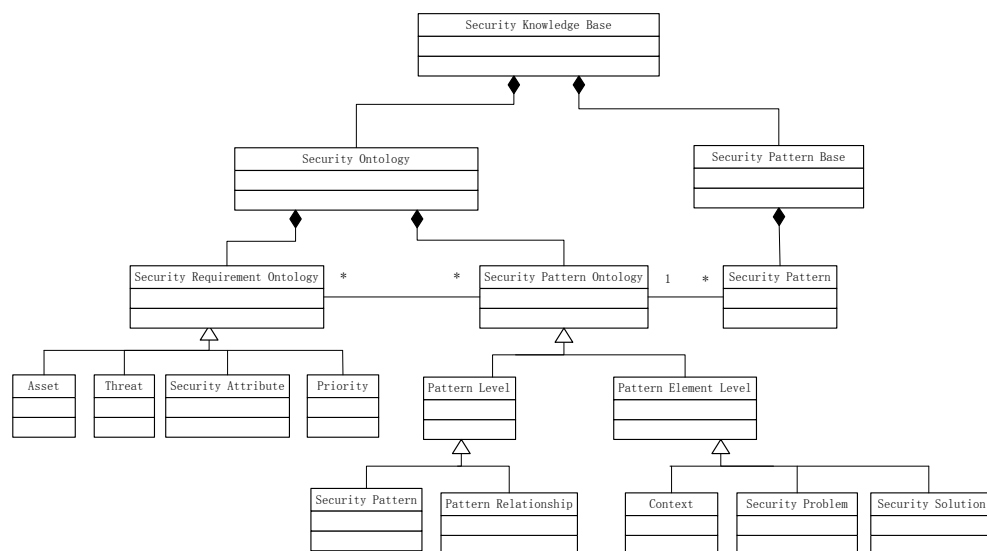 Security Knowledge Base
Security Ontology
Security Pattern Base
Security Requirement Ontology
*
*
Security Pattern Ontology
1
*
Security Pattern
Asset
Threat
Security Attribute
Priority
Pattern Level
Pattern Element Level
Security Pattern
Pattern Relationship
Context
Security Problem
Security Solution